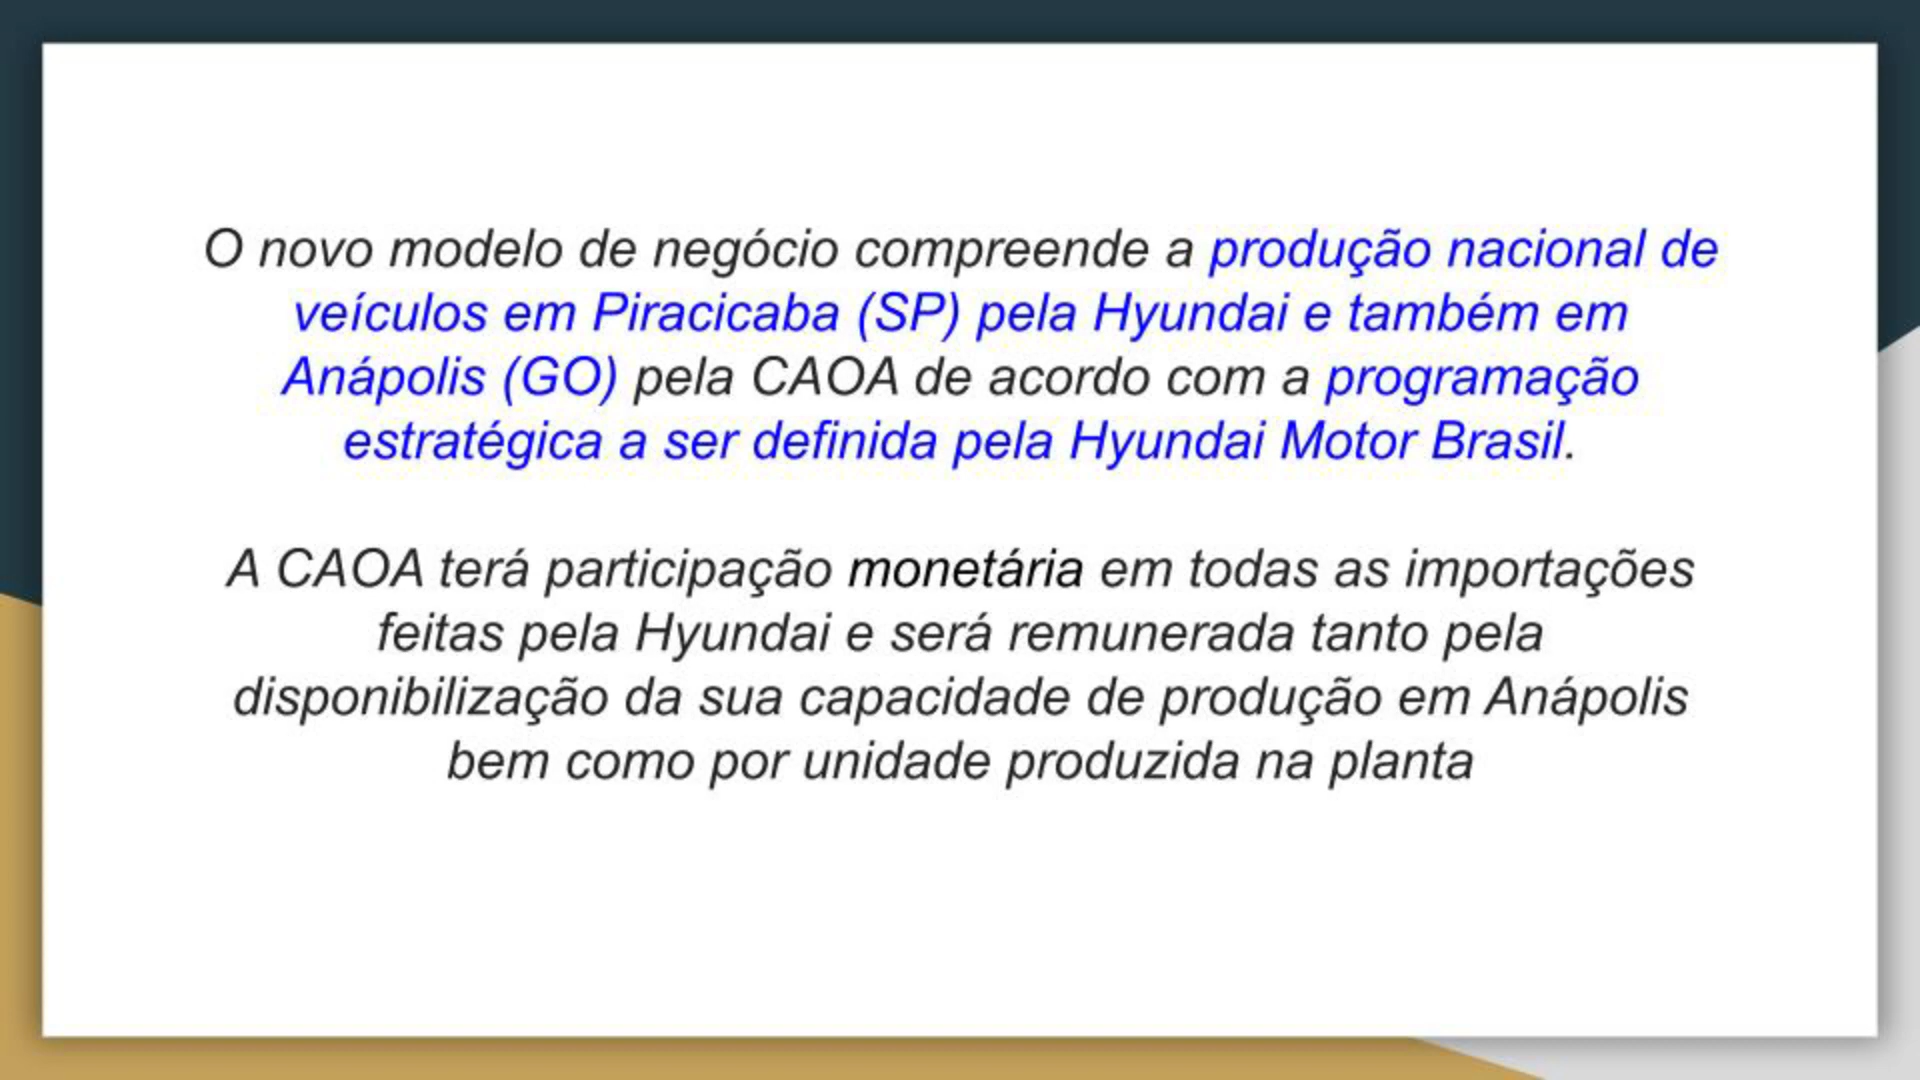 O novo modelo de negócio compreende a produção nacional de
veículos em Piracicaba (SP) pela Hyundai e também em
Anápolis (GO) pela CAOA de acordo com a programação
estratégica a ser definida pela Hyundai Motor Brasil.
A CAOA terá participação monetária em todas as importações
feitas pela Hyundai e será remunerada tanto pela
disponibilização da sua capacidade de produção em Anápolis
bem como por unidade produzida na planta